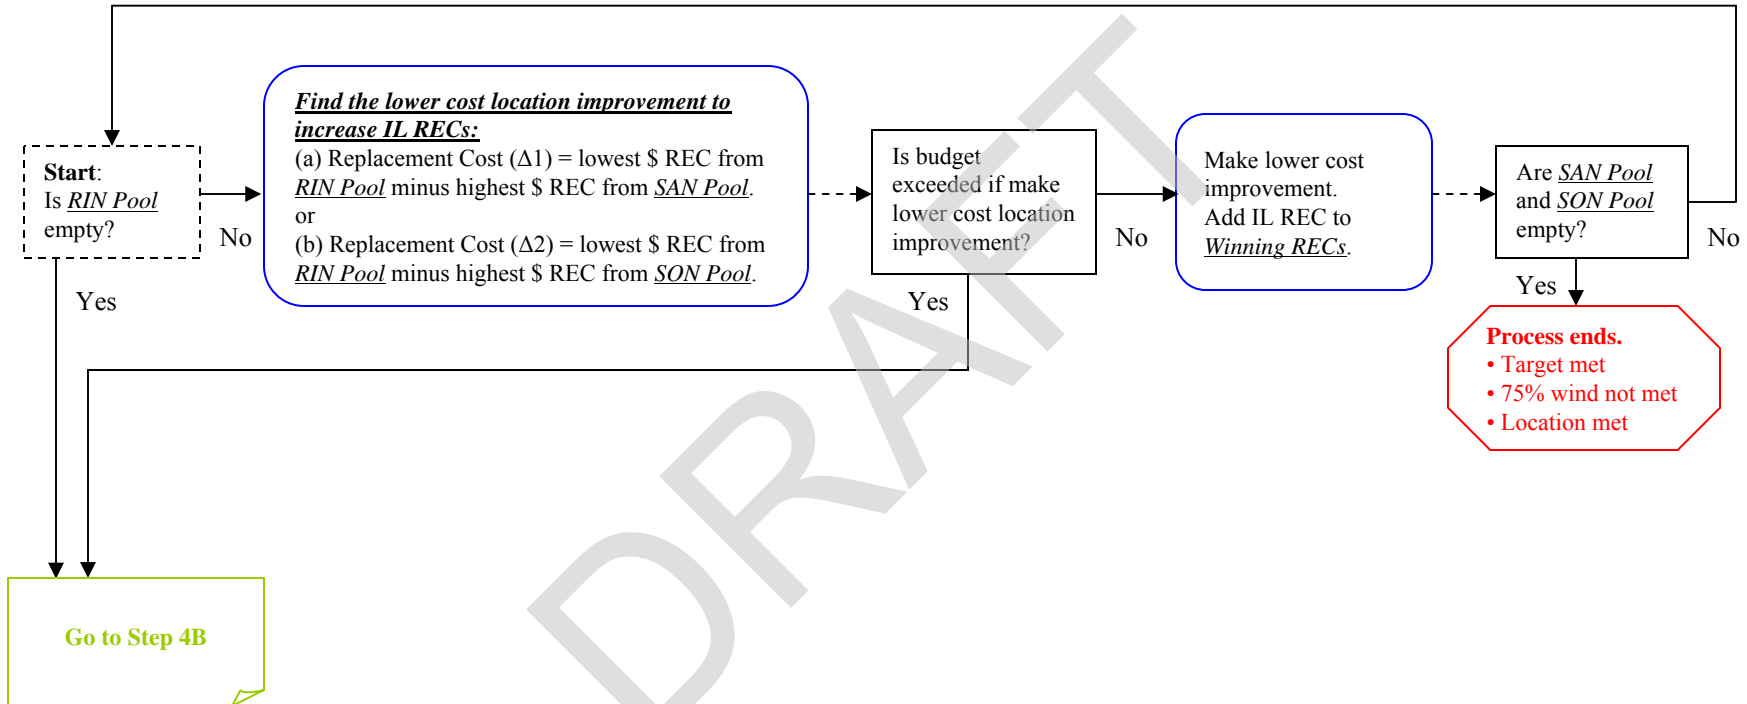 Start:
Is RIN Pool
empty?
No
Yes
Find the lower cost location improvement to
increase IL RECs:
(a) Replacement Cost (Δ1) = lowest $ REC from
RIN Pool minus highest $ REC from SAN Pool.
or
(b) Replacement Cost (Δ2) = lowest $ REC from
RIN Pool minus highest $ REC from SON Pool.
Is budget
exceeded if make
lower cost location
improvement?
No
Yes
Make lower cost
improvement.
Add IL REC to
Winning RECs.
Are SAN Pool
and SON Pool
empty?
No
Yes
Process ends.
• Target met
• 75% wind not met
• Location met
Go to Step 4B
DRAFT